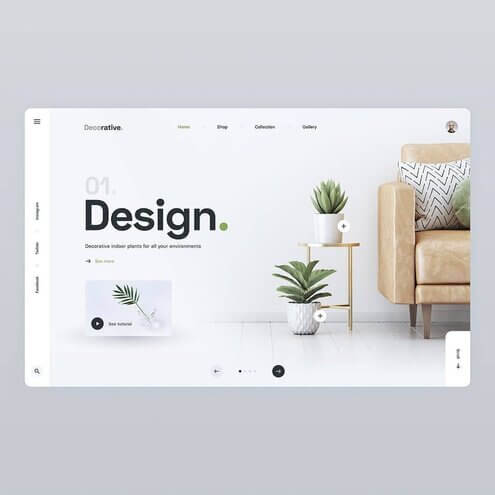 Decorative.
Home
Shop
Collection
Gallery
Instagram
Twitter
Facebook
01.
Design.
Decorative indoor plants for all your environments
See more
See tutorial